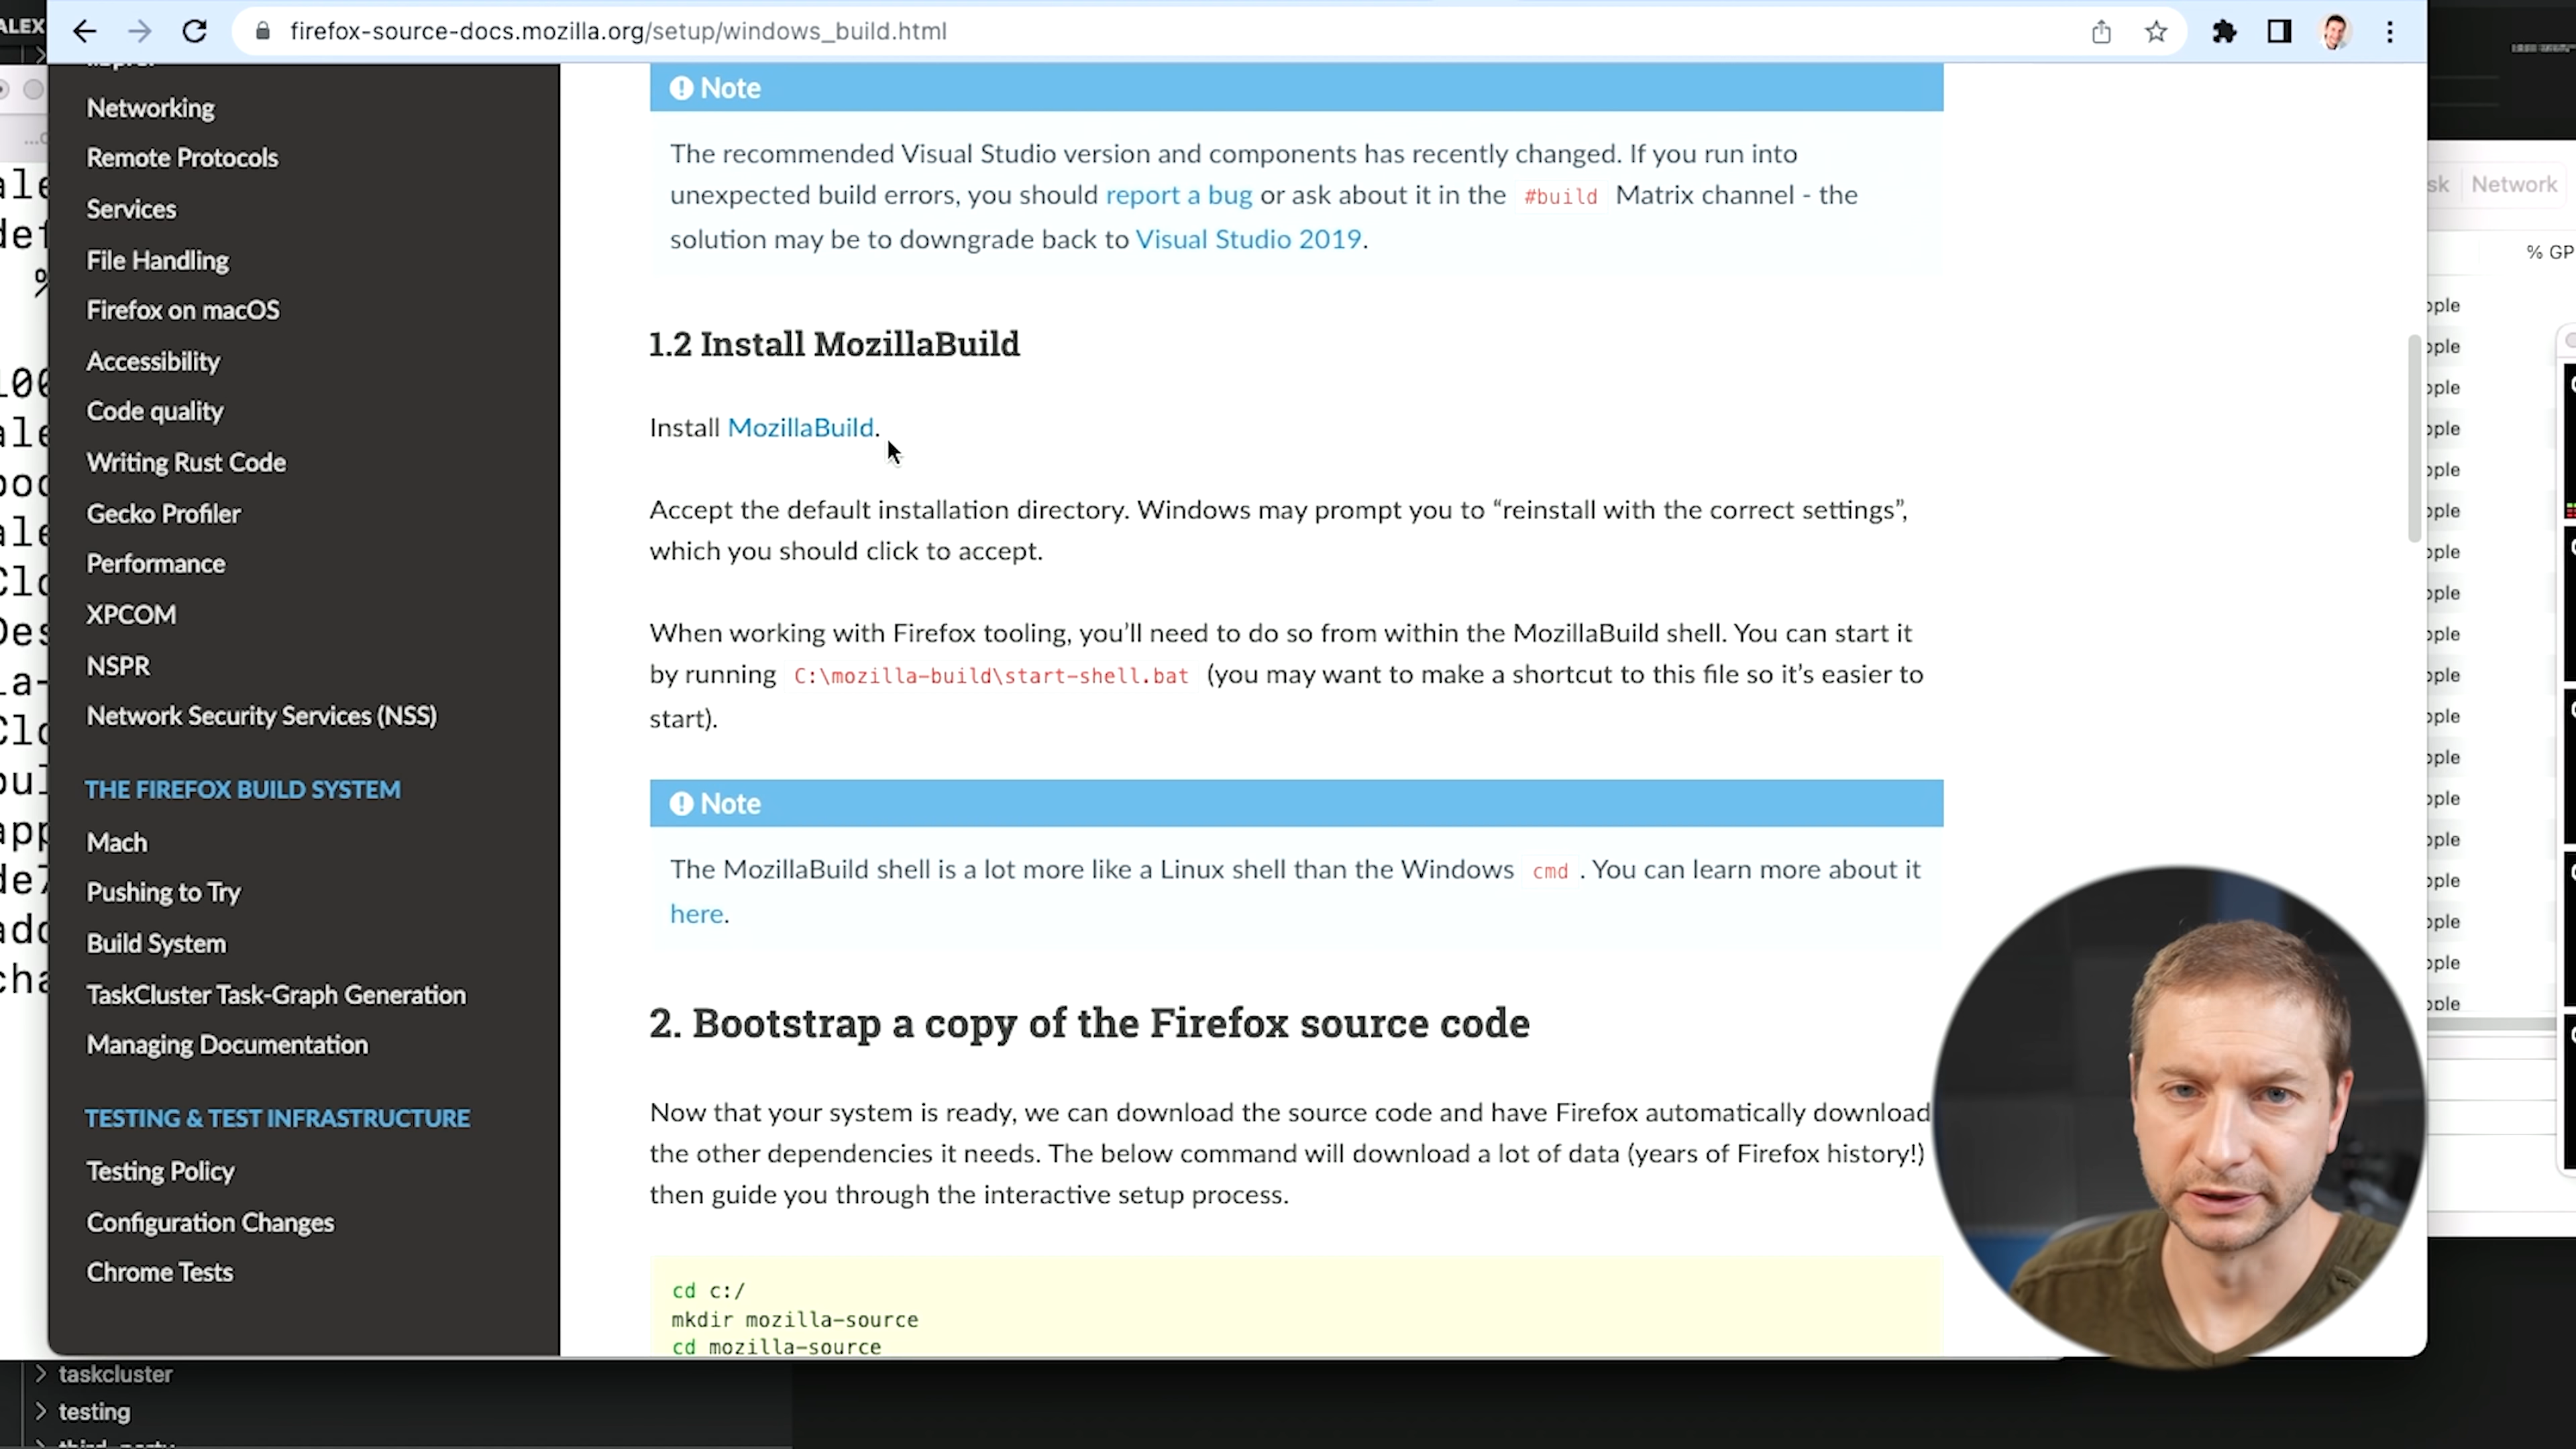 ALEX
firefox-source-docs.mozilla.org/setup/windows_build.html
Networking
Remote Protocols
Services
File Handling
Firefox on macOS
Accessibility
Code quality
Writing Rust Code
Gecko Profiler
Performance
XPCOM
NSPR
Network Security Services (NSS)
THE FIREFOX BUILD SYSTEM
Mach
Pushing to Try
Build System
TaskCluster Task-Graph Generation
Managing Documentation
TESTING & TEST INFRASTRUCTURE
Testing Policy
Configuration Changes
Chrome Tests
Note
The recommended Visual Studio version and components has recently changed. If you run into
unexpected build errors, you should report a bug or ask about it in the #build Matrix channel - the
solution may be to downgrade back to Visual Studio 2019.
1.2 Install MozillaBuild
Install MozillaBuild.
Accept the default installation directory. Windows may prompt you to “reinstall with the correct settings”,
which you should click to accept.
When working with Firefox tooling, you’ll need to do so from within the MozillaBuild shell. You can start it
by running C:\mozilla-build\start-shell.bat (you may want to make a shortcut to this file so it’s easier to
start).
Note
The MozillaBuild shell is a lot more like a Linux shell than the Windows cmd . You can learn more about it
here.
2. Bootstrap a copy of the Firefox source code
Now that your system is ready, we can download the source code and have Firefox automatically download
the other dependencies it needs. The below command will download a lot of data (years of Firefox history!)
then guide you through the interactive setup process.
cd c:/
mkdir mozilla-source
cd mozilla-source
Network
% GP
taskcluster
testing